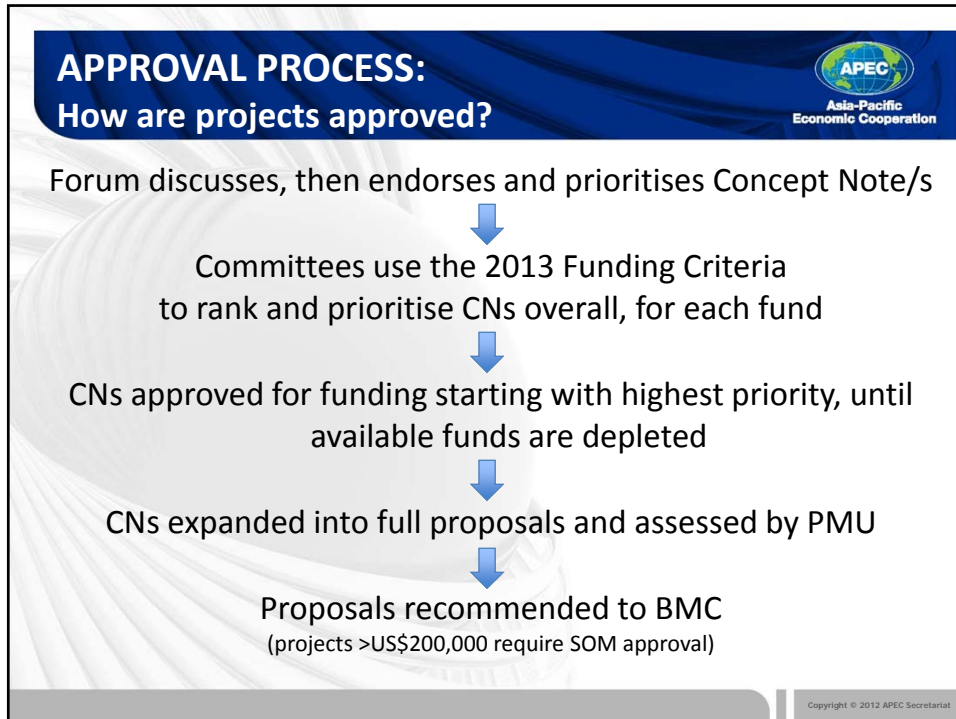 APPROVAL PROCESS:
How are projects approved?
APEC
Asia-Pacific
Economic Cooperation
Forum discusses, then endorses and prioritises Concept Note/s
Committees use the 2013 Funding Criteria
to rank and prioritise CNs overall, for each fund
CNs approved for funding starting with highest priority, until
available funds are depleted
CNs expanded into full proposals and assessed by PMU
Proposals recommended to BMC
(projects >US$200,000 require SOM approval)
Copyright © 2012 APEC Secretariat